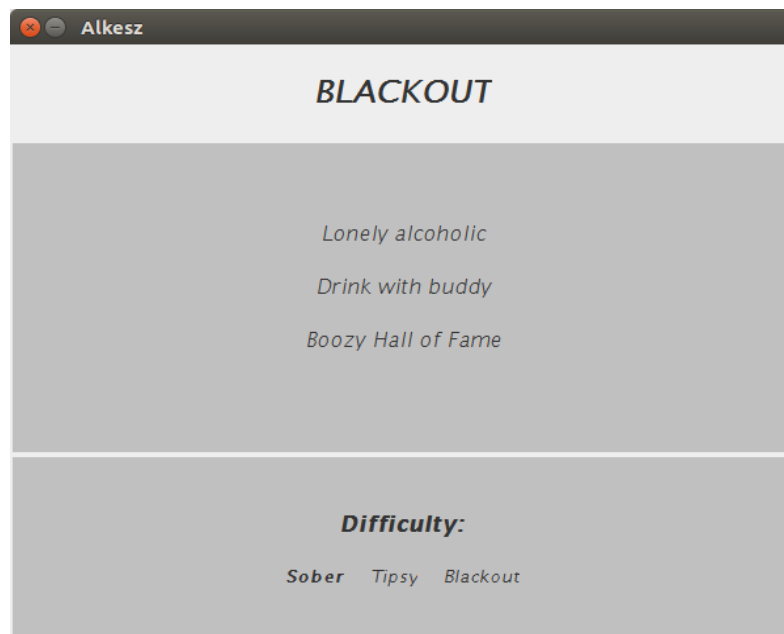 Alkesz
BLACKOUT
Lonely alcoholic
Drink with buddy
Boozy Hall of Fame
Difficulty:
Sober Tipsy Blackout